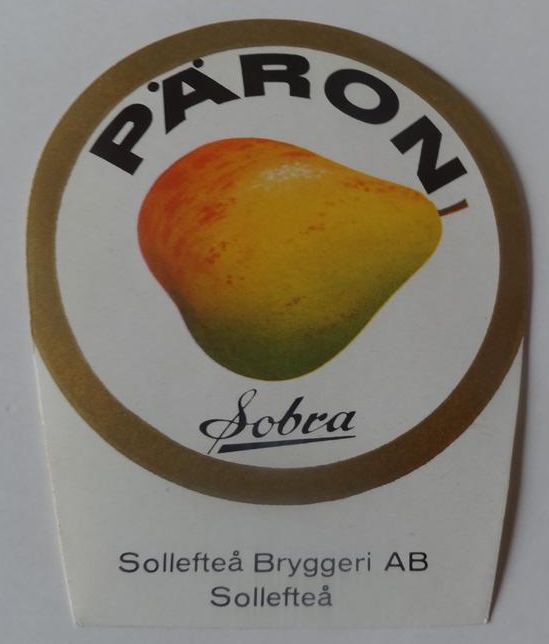 PÄRON
Sobra
Sollefteå Bryggeri AB
Sollefteå